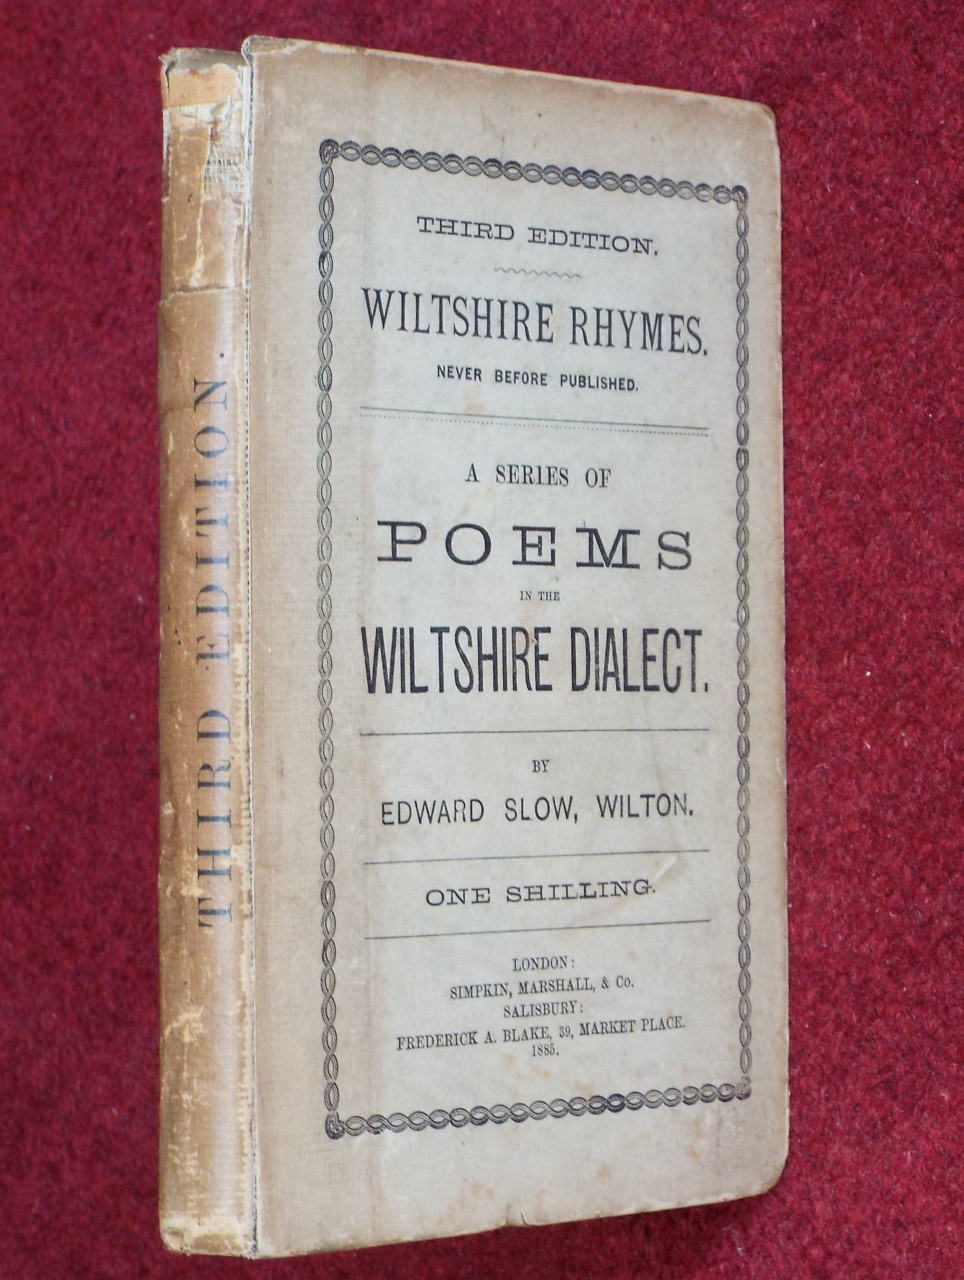 THIRD EDITION.
THIRD EDITION.
WILTSHIRE RHYMES.
NEVER BEFORE PUBLISHED.
A SERIES OF
POEMS
IN THE
WILTSHIRE DIALECT.
BY
EDWARD SLOW, WILTON.
ONE SHILLING.
LONDON:
SIMPKIN, MARSHALL, & Co.
SALISBURY:
FREDERICK A. BLAKE, 39, MARKET PLACE.
1885.